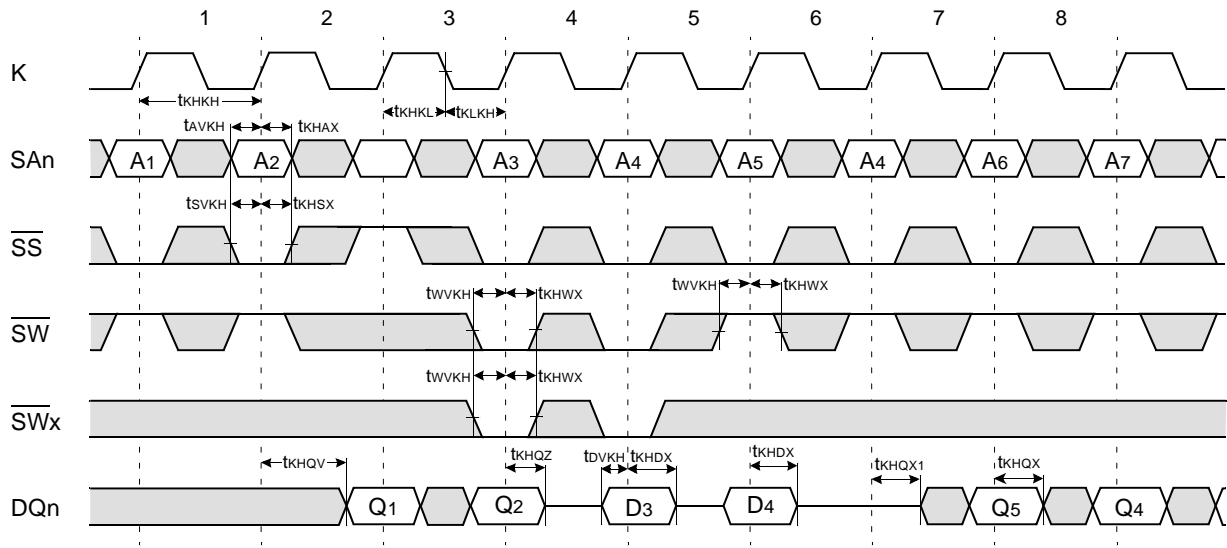 1 2 3 4 5 6 7 8
K
tKHKH tKHKL tKLKH
tAVKH tKHAX
SAn A1 A2 A3 A4 A5 A4 A6 A7
tSVKH tKHSX
SS
tWVKH tKHWX tWVKH tKHWX
SW
tWVKH tKHWX
SWx
tKHQV tKHQZ tDVKH tKHDX tKHDX tKHQX1 tKHQX
DQn Q1 Q2 D3 D4 Q5 Q4